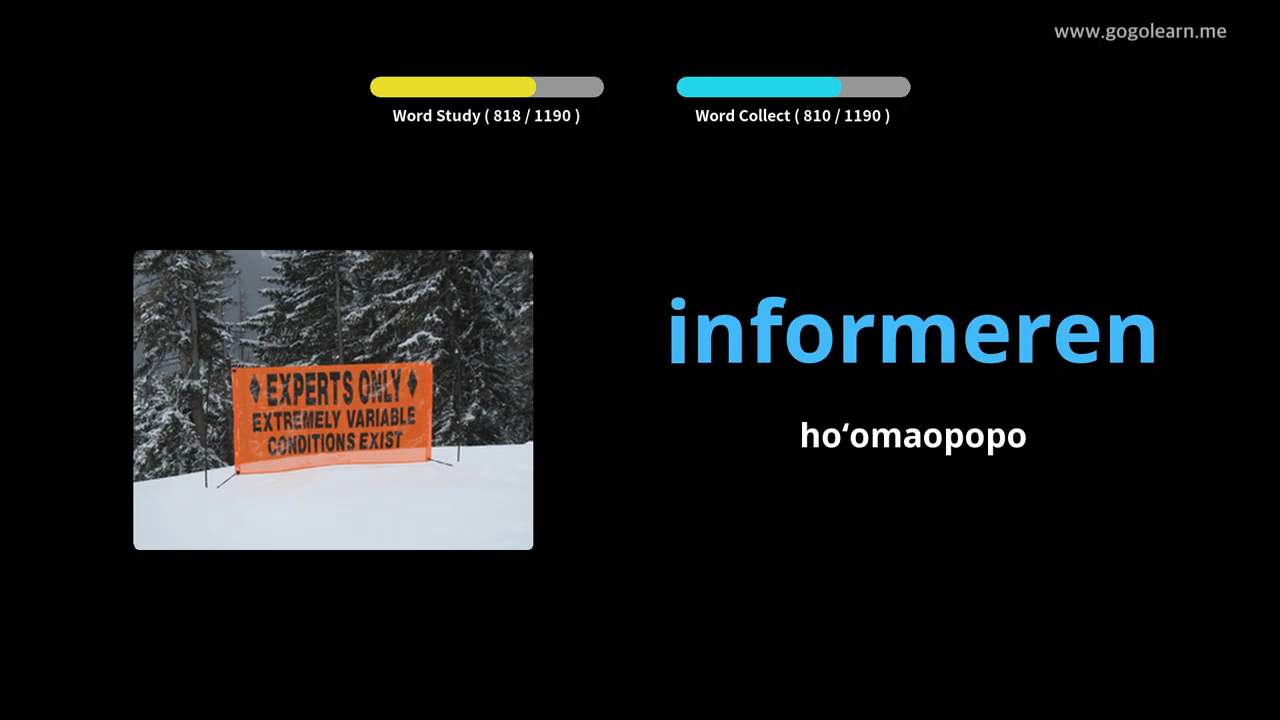 www.gogolearn.me
Word Study ( 818 / 1190 )
Word Collect ( 810 / 1190 )
EXPERTS ONLY
EXTREMELY VARIABLE
CONDITIONS EXIST
informeren
hoʻomaopopo